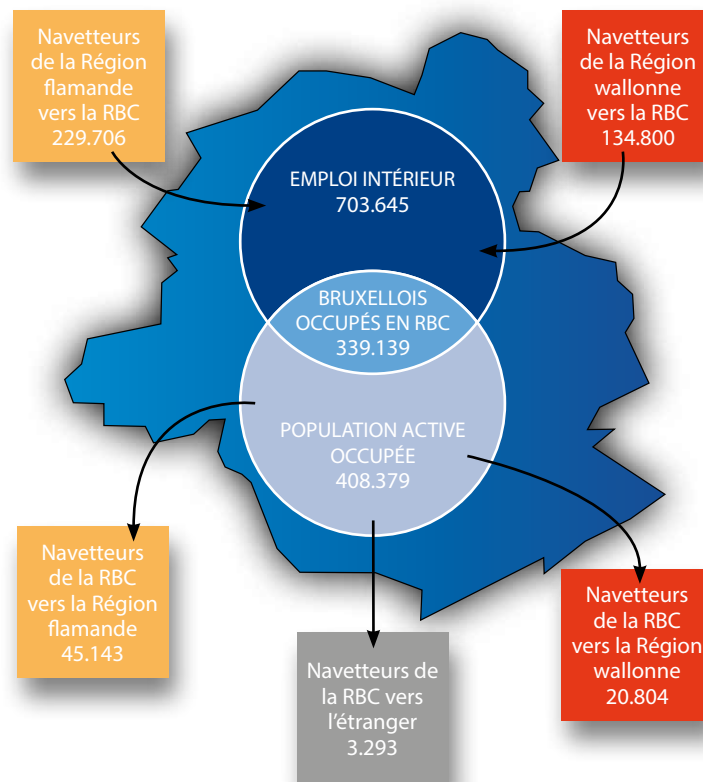 Navetteurs
de la Région
flamande
vers la RBC
229.706
Navetteurs
de la Région
wallonne
vers la RBC
134.800
EMPLOI INTÉRIEUR
703.645
BRUXELLOIS
OCCUPÉS EN RBC
339.139
POPULATION ACTIVE
OCCUPÉE
408.379
Navetteurs
de la RBC
vers la Région
flamande
45.143
Navetteurs de
la RBC vers
l'étranger
3.293
Navetteurs
de la RBC
vers la Région
wallonne
20.804